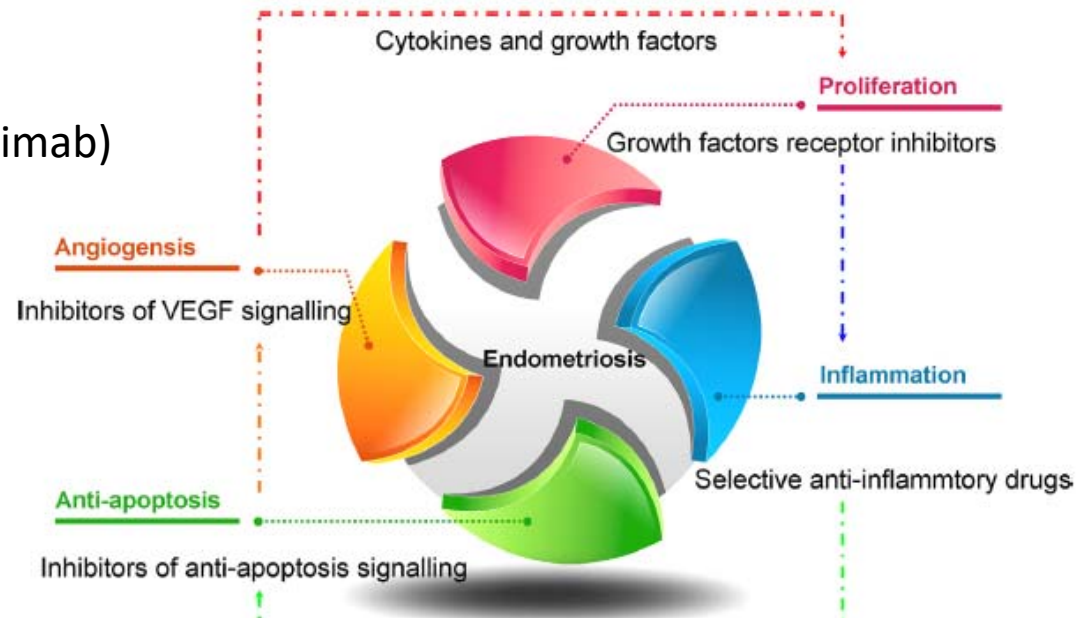 Cytokines and growth factors
Proliferation
imab)
Growth factors receptor inhibitors
Angiogensis
Inhibitors of VEGF signalling
Endometriosis
Inflammation
Selective anti-inflammtory drugs
Anti-apoptosis
Inhibitors of anti-apoptosis signalling